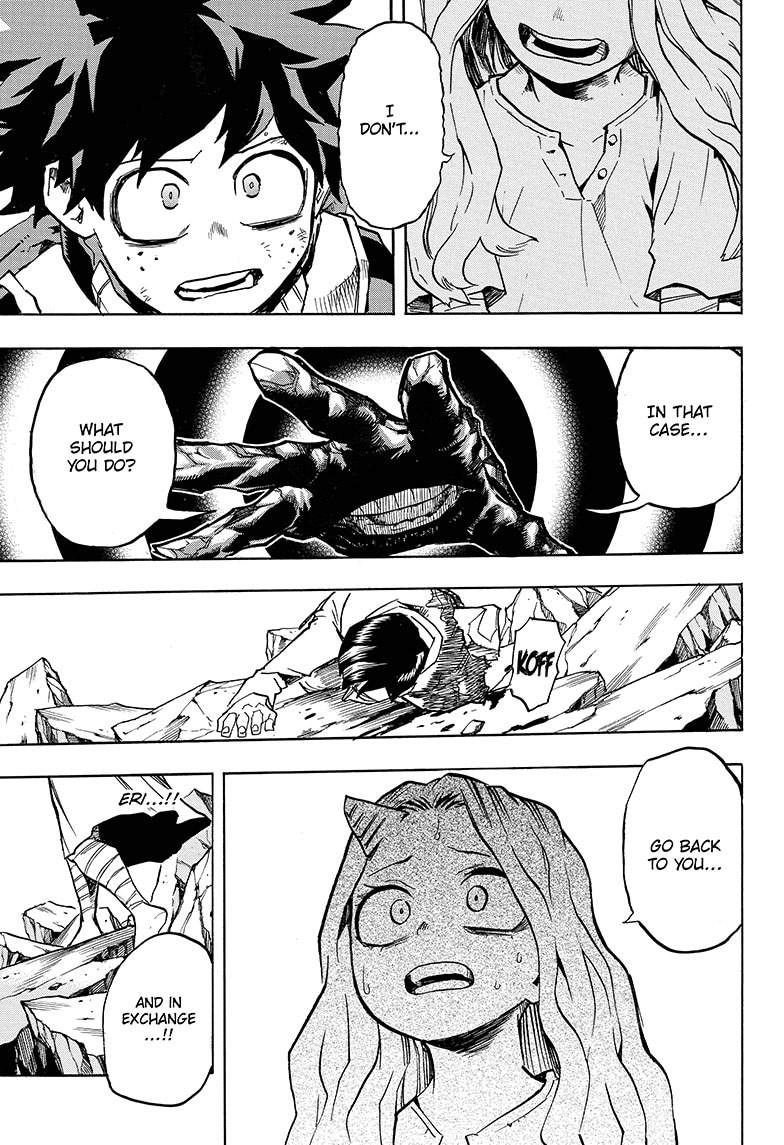 I
DON'T...
IN THAT
CASE...
WHAT
SHOULD
YOU DO?
KOFF
GO BACK
TO YOU...
ERI...!!
AND IN
EXCHANGE
...!!